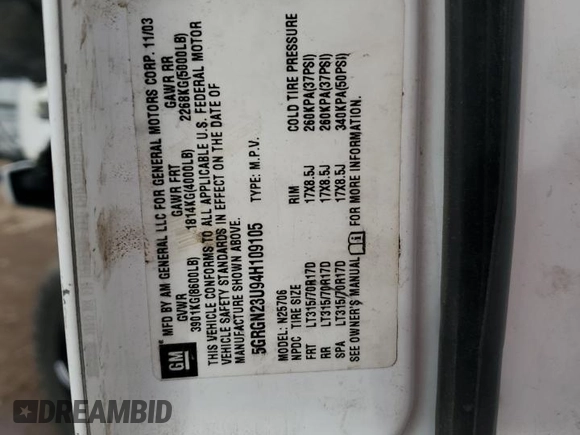 MFD BY AM GENERAL LLC FOR GENERAL MOTORS CORP. 11/03
GVWR GAWR FRT GAWR RR
3901KG(8600LB) 1814KG(4000LB) 2268KG(5000LB)
THIS VEHICLE CONFORMS TO ALL APPLICABLE U.S. FEDERAL MOTOR
VEHICLE SAFETY STANDARDS IN EFFECT ON THE DATE OF
MANUFACTURE SHOWN ABOVE.
5GRGN23U94H109105 TYPE: M.P.V.
MODEL: N25706
NPDC TIRE SIZE RIM COLD TIRE PRESSURE
FRT LT315/70R17D 17X8.5J 260KPA(37PSI)
RR LT315/70R17D 17X8.5J 260KPA(37PSI)
SPA LT315/70R17D 17X8.5J 340KPA(50PSI)
SEE OWNER'S MANUAL FOR MORE INFORMATION.
GM
DREAMBID